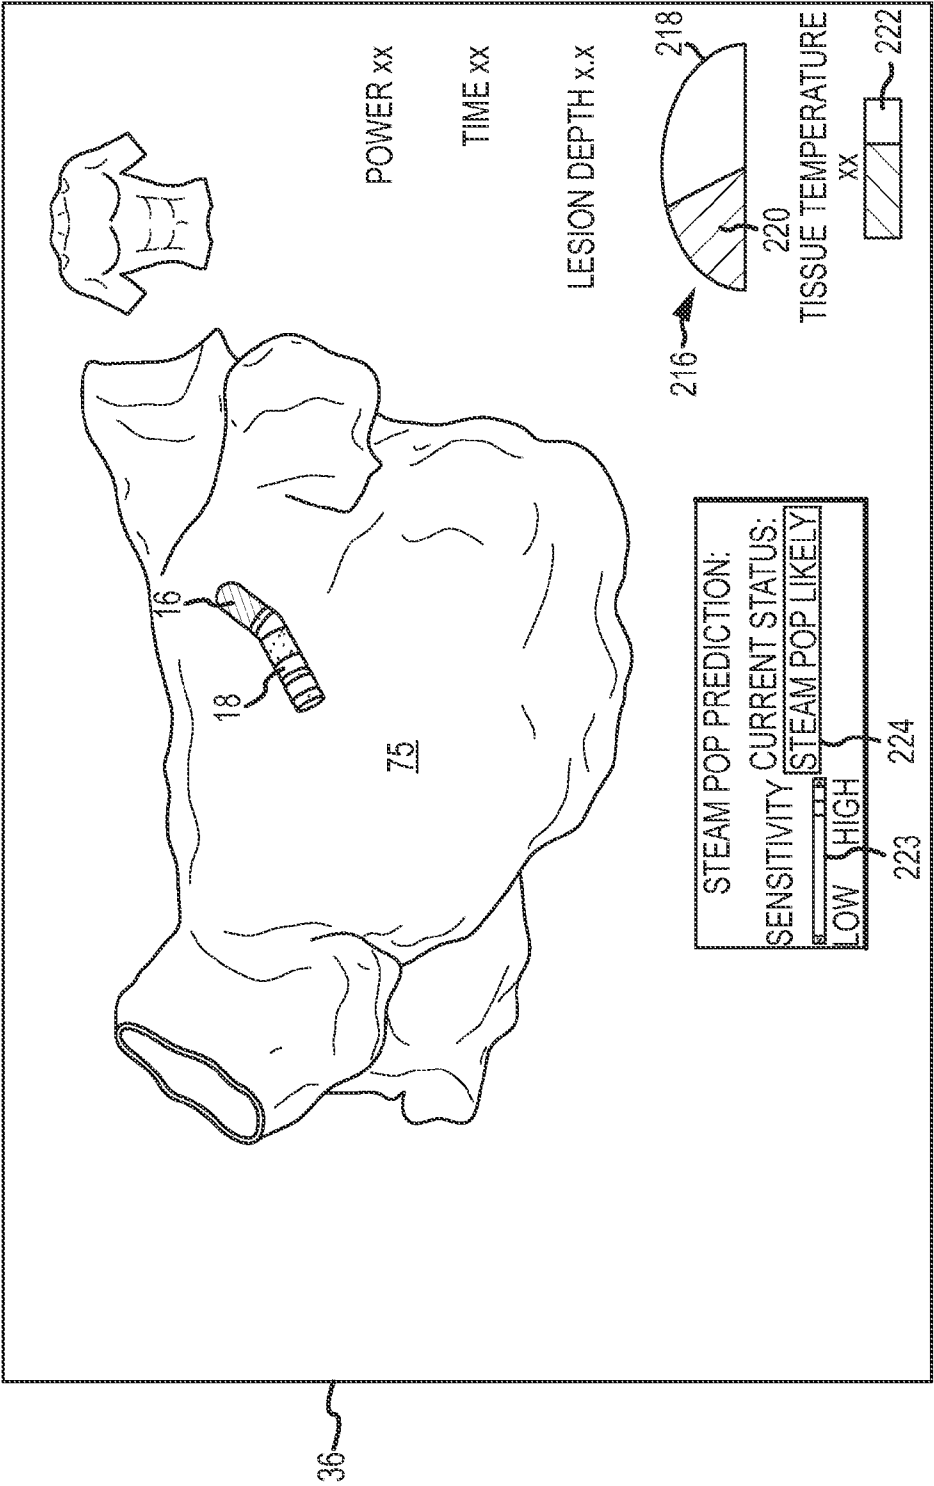 36
16
18
75
POWER xx
TIME xx
LESION DEPTH x.x
216
218
220
TISSUE TEMPERATURE
xx
222
STEAM POP PREDICTION:
SENSITIVITY CURRENT STATUS:
STEAM POP LIKELY
LOW HIGH
223
224